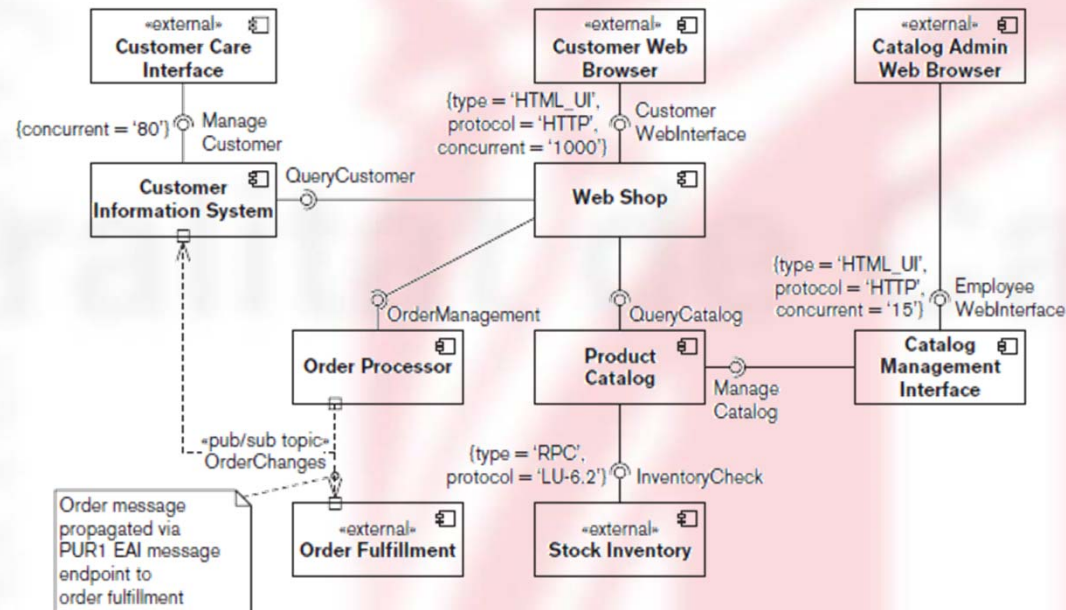 «external»
Customer Care
Interface
«external»
Customer Web
Browser
«external»
Catalog Admin
Web Browser
{concurrent = ‘80’}
Manage
Customer
{type = ‘HTML_UI’,
protocol = ‘HTTP’,
concurrent = ‘1000’}
Customer
WebInterface
Customer
Information System
QueryCustomer
Web Shop
{type = ‘HTML_UI’,
protocol = ‘HTTP’,
concurrent = ‘15’}
Employee
WebInterface
OrderManagement
QueryCatalog
Order Processor
Product
Catalog
Manage
Catalog
Catalog
Management
Interface
«pub/sub topic»
OrderChanges
{type = ‘RPC’,
protocol = ‘LU-6.2’}
InventoryCheck
Order message
propagated via
PUR1 EAI message
endpoint to
order fulfillment
«external»
Order Fulfillment
«external»
Stock Inventory